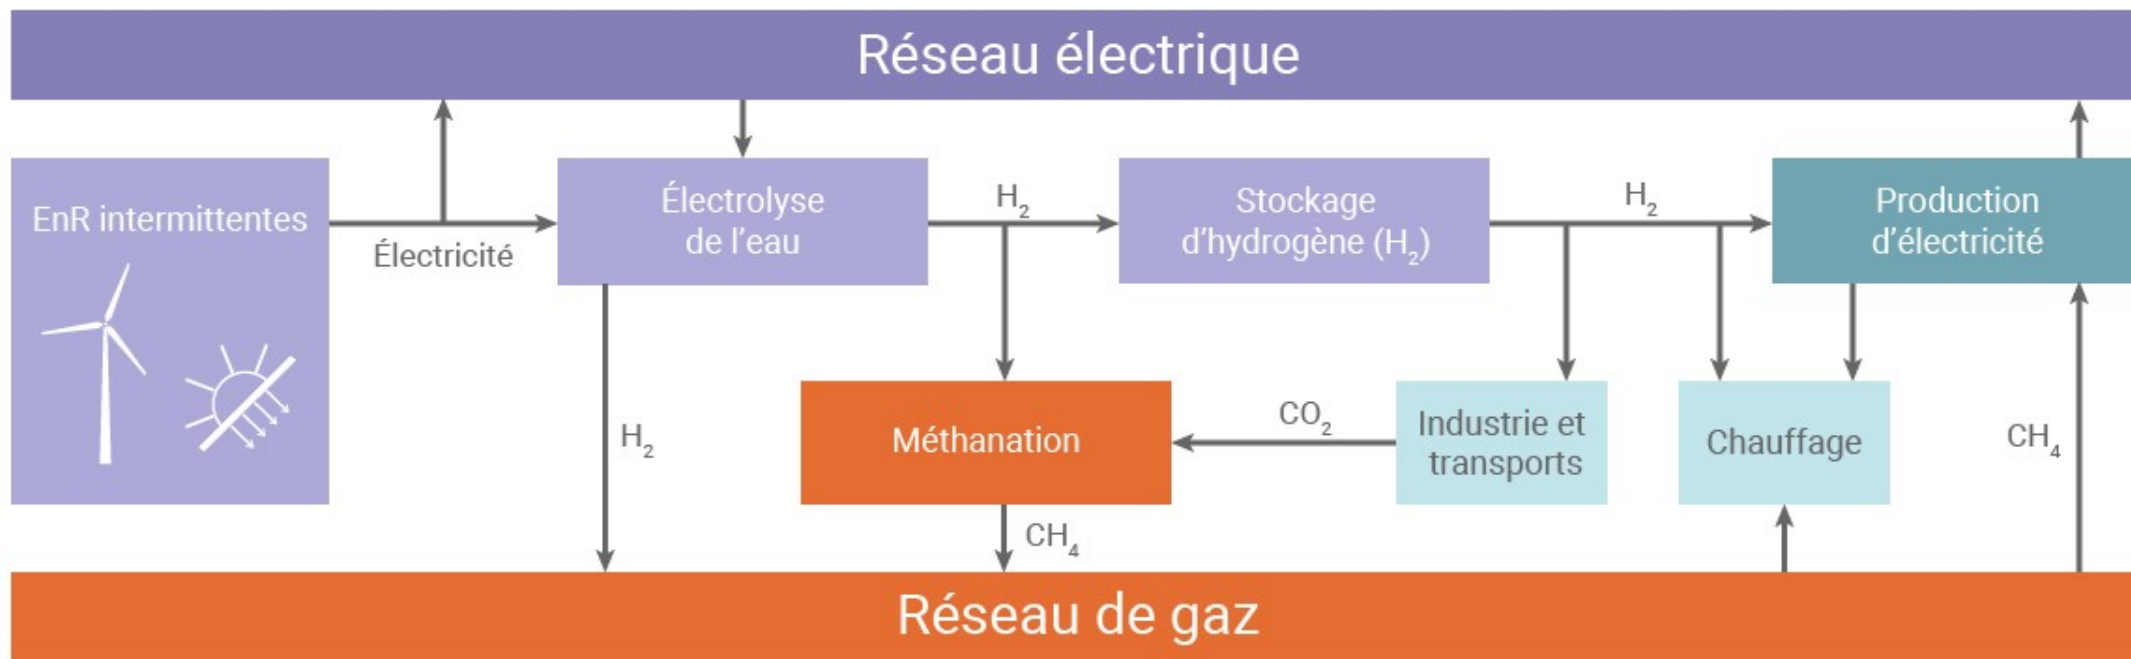 Réseau électrique
EnR intermittentes
Électricité
Électrolyse
de l’eau
H₂
Stockage
d’hydrogène (H₂)
H₂
Production
d’électricité
H₂
Méthanation
CO₂
Industrie et
transports
Chauffage
CH₄
CH₄
Réseau de gaz